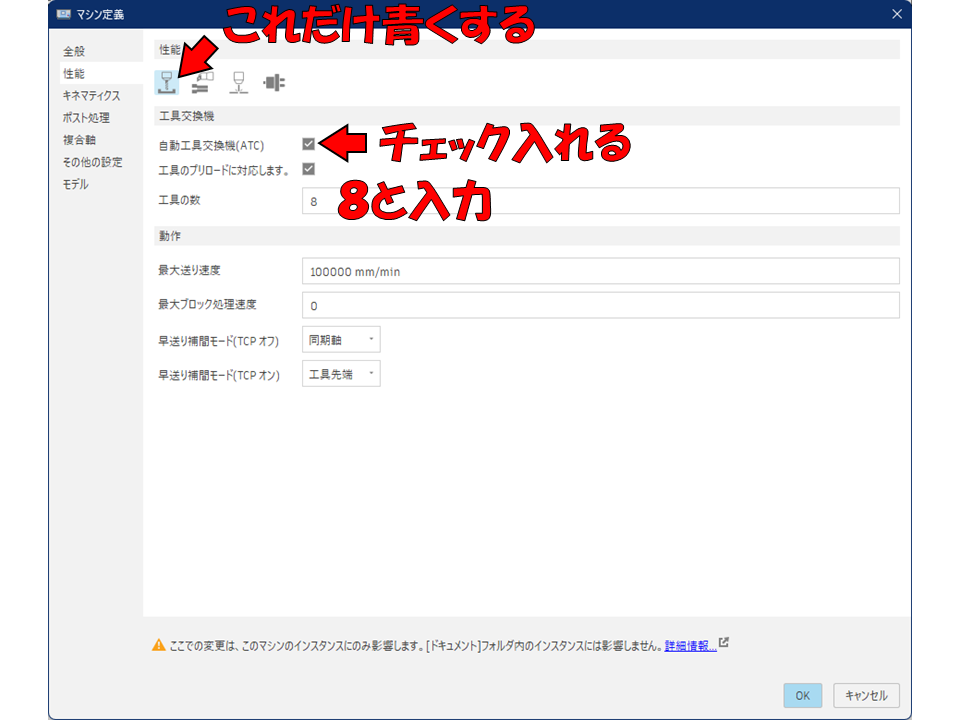 マシン定義
これだけ青くする
全般
性能
キネマティクス
ポスト処理
複合軸
その他の設定
モデル
性能
工具交換機
自動工具交換機(ATC)
チェック入れる
工具のプリロードに対応します。
工具の数
8
8と入力
動作
最大送り速度
100000 mm/min
最大ブロック処理速度
0
早送り補間モード(TCP オフ)
同期軸
早送り補間モード(TCP オン)
工具先端
ここでの変更は、このマシンのインスタンスにのみ影響します。[ドキュメント]フォルダ内のインスタンスには影響しません。詳細情報...
OK
キャンセル